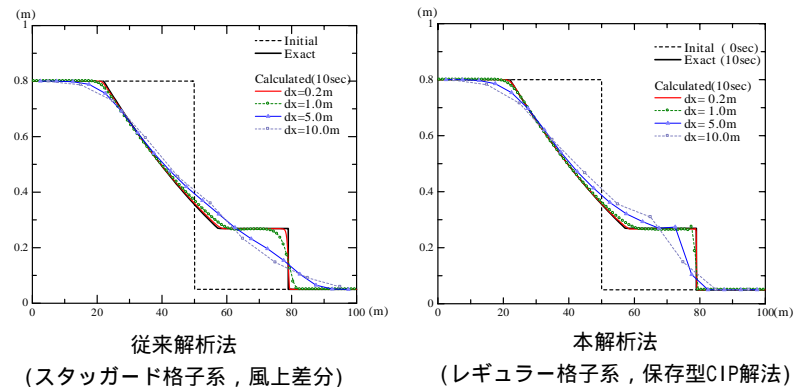 (m)
1
0.8
0.6
0.4
0.2
0
0
20
40
60
80
100
(m)
Initial
Exact
Calculated(10sec)
dx=0.2m
dx=1.0m
dx=5.0m
dx=10.0m
従来解析法
(スタッガード格子系，風上差分)
(m)
1
0.8
0.6
0.4
0.2
0
0
20
40
60
80
100
(m)
Inital ( 0sec)
Exact (10sec)
Calculated(10sec)
dx= 0.2m
dx= 1.0m
dx= 5.0m
dx=10.0m
本解析法
(レギュラー格子系，保存型CIP解法)